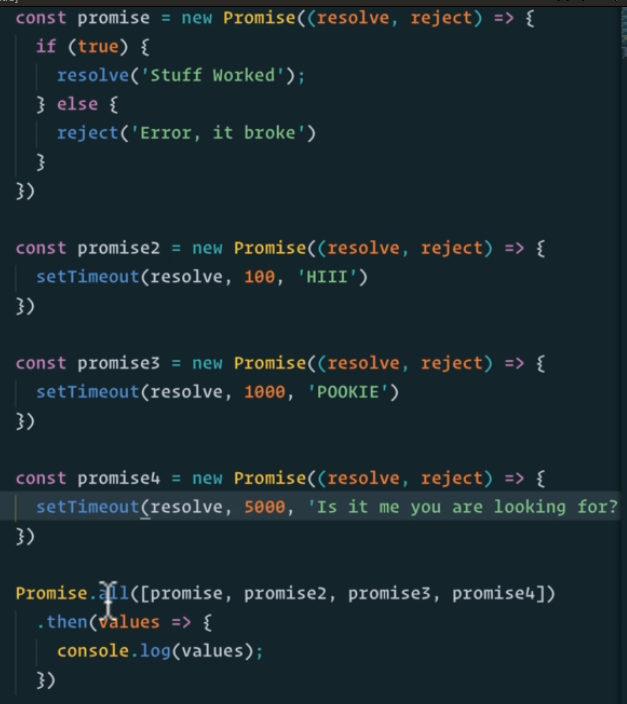 const promise = new Promise((resolve, reject) => {
if (true) {
resolve('Stuff Worked');
} else {
reject('Error, it broke')
}
})
const promise2 = new Promise((resolve, reject) => {
setTimeout(resolve, 100, 'HIII')
})
const promise3 = new Promise((resolve, reject) => {
setTimeout(resolve, 1000, 'POOKIE')
})
const promise4 = new Promise((resolve, reject) => {
setTimeout(resolve, 5000, 'Is it me you are looking for?
})
Promise.all([promise, promise2, promise3, promise4])
.then(values => {
console.log(values);
})